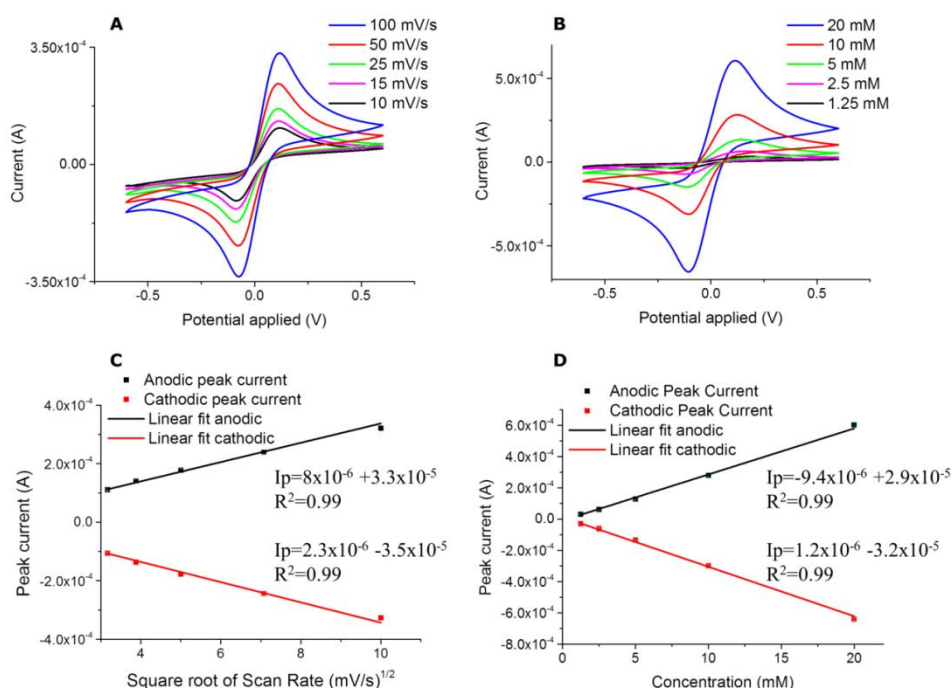 A
100 mV/s
50 mV/s
25 mV/s
15 mV/s
10 mV/s
3.50x10⁻⁴
0.00
-3.50x10⁻⁴
Current (A)
-0.5
0.0
0.5
Potential applied (V)
B
20 mM
10 mM
5 mM
2.5 mM
1.25 mM
5.0x10⁻⁴
0.0
-5.0x10⁻⁴
Current (A)
-0.5
0.0
0.5
Potential applied (V)
C
Anodic peak current
Cathodic peak current
Linear fit anodic
Linear fit cathodic
4.0x10⁻⁴
2.0x10⁻⁴
0.0
-2.0x10⁻⁴
-4.0x10⁻⁴
Peak current (A)
Ip=8x10⁻⁶ +3.3x10⁻⁵
R²=0.99
Ip=2.3x10⁻⁶ -3.5x10⁻⁵
R²=0.99
4
6
8
10
Square root of Scan Rate (mV/s)¹/²
D
Anodic Peak Current
Cathodic Peak Current
Linear fit anodic
Linear fit cathodic
6.0x10⁻⁴
4.0x10⁻⁴
2.0x10⁻⁴
0.0
-2.0x10⁻⁴
-4.0x10⁻⁴
-6.0x10⁻⁴
-8.0x10⁻⁴
Peak current (A)
Ip=-9.4x10⁻⁶ +2.9x10⁻⁵
R²=0.99
Ip=1.2x10⁻⁶ -3.2x10⁻⁵
R²=0.99
0
5
10
15
20
Concentration (mM)